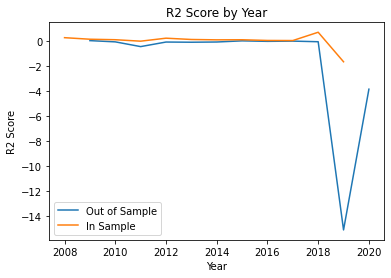 R2 Score by Year
R2 Score
0
−2
−4
−6
−8
−10
−12
−14
Out of Sample
In Sample
2008 2010 2012 2014 2016 2018 2020
Year